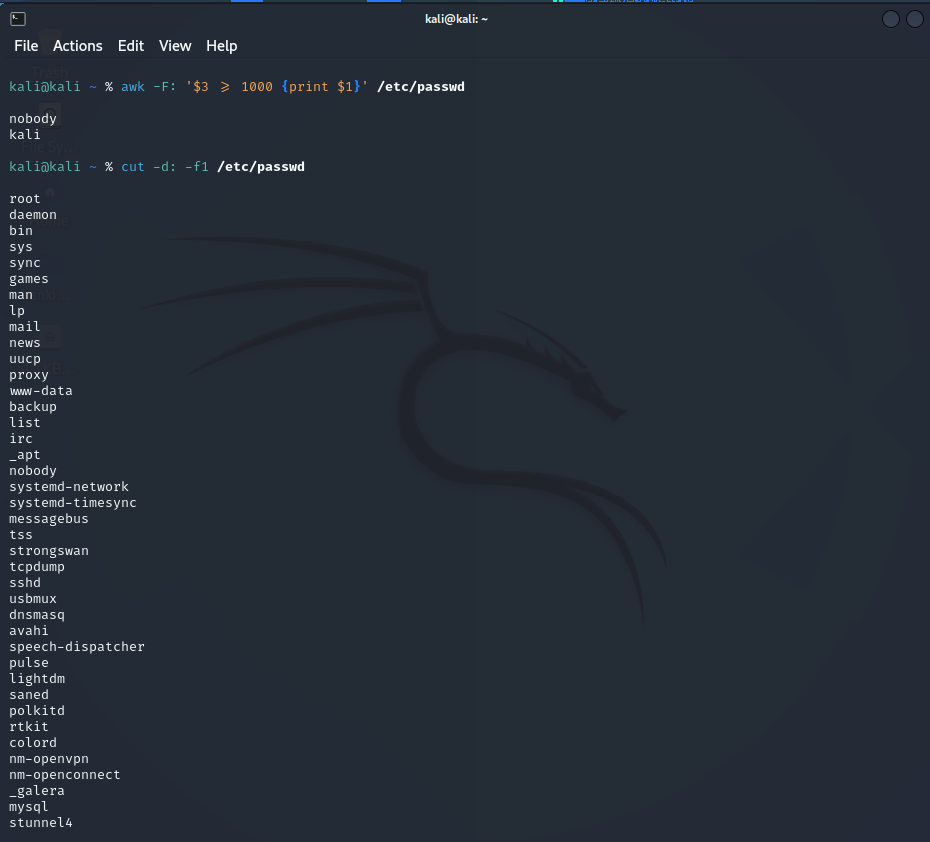 kali@kali: ~
File Actions Edit View Help
kali@kali ~ % awk -F: '$3 >= 1000 {print $1}' /etc/passwd
nobody
kali
kali@kali ~ % cut -d: -f1 /etc/passwd
root
daemon
bin
sys
sync
games
man
lp
mail
news
uucp
proxy
www-data
backup
list
irc
_apt
nobody
systemd-network
systemd-timesync
messagebus
tss
strongswan
tcpdump
sshd
usbmux
dnsmasq
avahi
speech-dispatcher
pulse
lightdm
saned
polkitd
rtkit
colord
nm-openvpn
nm-openconnect
_galera
mysql
stunnel4